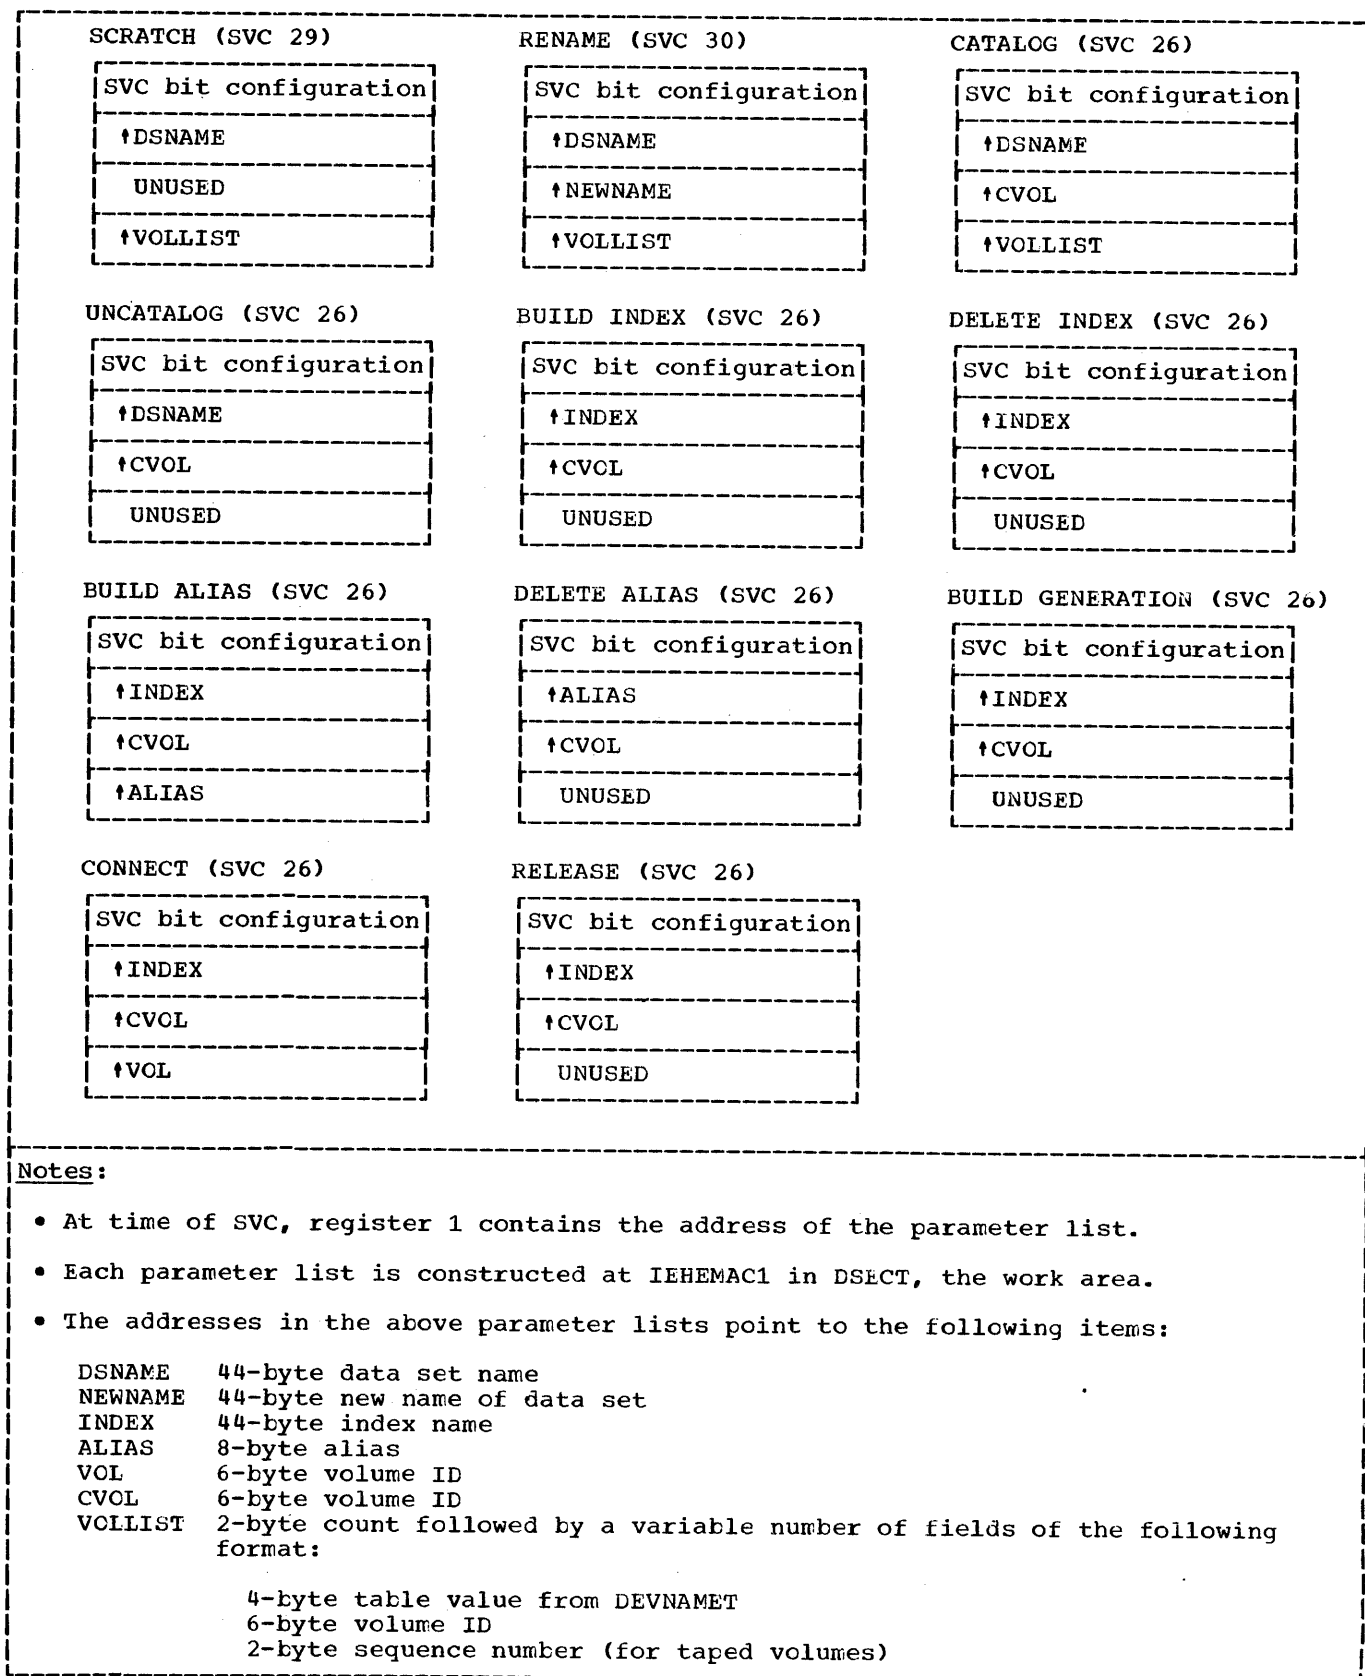 SCRATCH (SVC 29)
SVC bit configuration
↑DSNAME
UNUSED
↑VOLLIST
RENAME (SVC 30)
SVC bit configuration
↑DSNAME
↑NEWNAME
↑VOLLIST
CATALOG (SVC 26)
SVC bit configuration
↑DSNAME
↑CVOL
↑VOLLIST
UNCATALOG (SVC 26)
SVC bit configuration
↑DSNAME
↑CVOL
UNUSED
BUILD INDEX (SVC 26)
SVC bit configuration
↑INDEX
↑CVOL
UNUSED
DELETE INDEX (SVC 26)
SVC bit configuration
↑INDEX
↑CVOL
UNUSED
BUILD ALIAS (SVC 26)
SVC bit configuration
↑INDEX
↑CVOL
↑ALIAS
DELETE ALIAS (SVC 26)
SVC bit configuration
↑ALIAS
↑CVOL
UNUSED
BUILD GENERATION (SVC 26)
SVC bit configuration
↑INDEX
↑CVOL
UNUSED
CONNECT (SVC 26)
SVC bit configuration
↑INDEX
↑CVOL
↑VOL
RELEASE (SVC 26)
SVC bit configuration
↑INDEX
↑CVOL
UNUSED
Notes:
• At time of SVC, register 1 contains the address of the parameter list.
• Each parameter list is constructed at IEHEMAC1 in DSECT, the work area.
• The addresses in the above parameter lists point to the following items:
DSNAME 44-byte data set name
NEWNAME 44-byte new name of data set
INDEX 44-byte index name
ALIAS 8-byte alias
VOL 6-byte volume ID
CVOL 6-byte volume ID
VOLLIST 2-byte count followed by a variable number of fields of the following
format:
4-byte table value from DEVNAMET
6-byte volume ID
2-byte sequence number (for taped volumes)